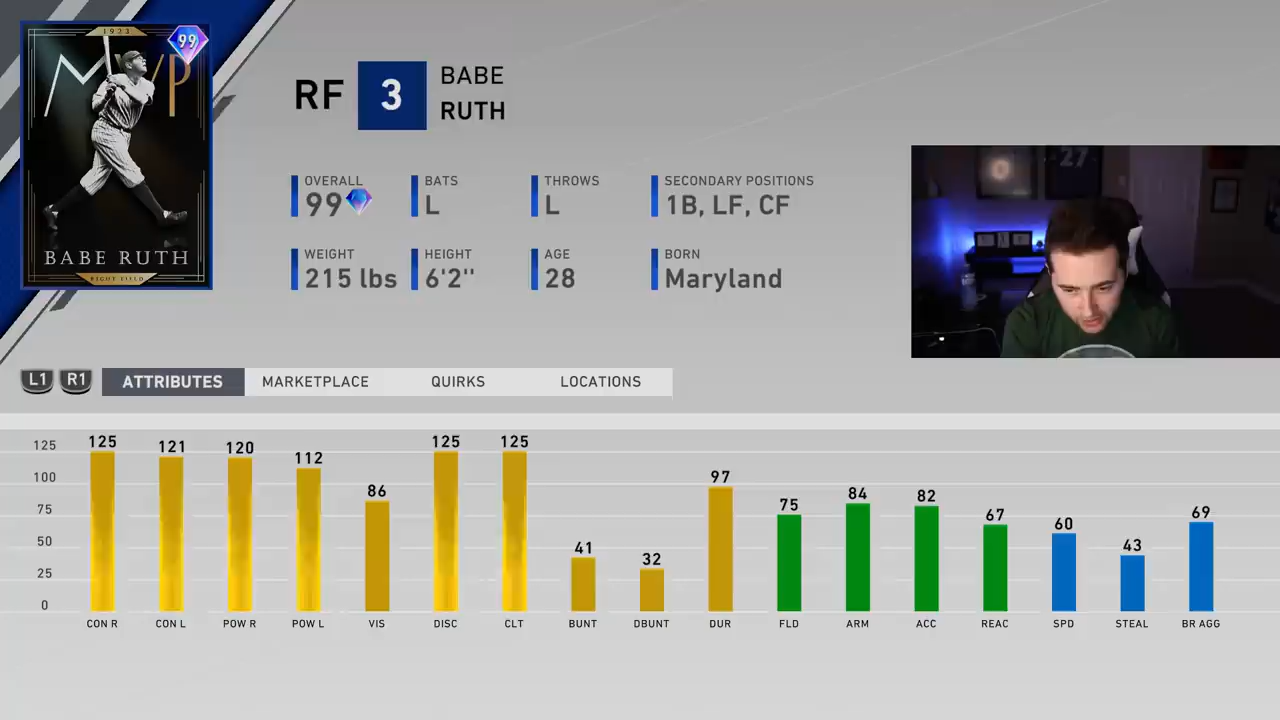 1923
99
MVP
BABE RUTH
RIGHT FIELD
RF 3 BABE RUTH
OVERALL BATS THROWS SECONDARY POSITIONS
99 L L 1B, LF, CF
WEIGHT HEIGHT AGE BORN
215 lbs 6'2'' 28 Maryland
27
L1 R1 ATTRIBUTES MARKETPLACE QUIRKS LOCATIONS
125
100
75
50
25
0
125 121 120 112 86 125 125 41 32 97 75 84 82 67 60 43 69
CON R CON L POW R POW L VIS DISC CLT BUNT DBUNT DUR FLD ARM ACC REAC SPD STEAL BR AGG